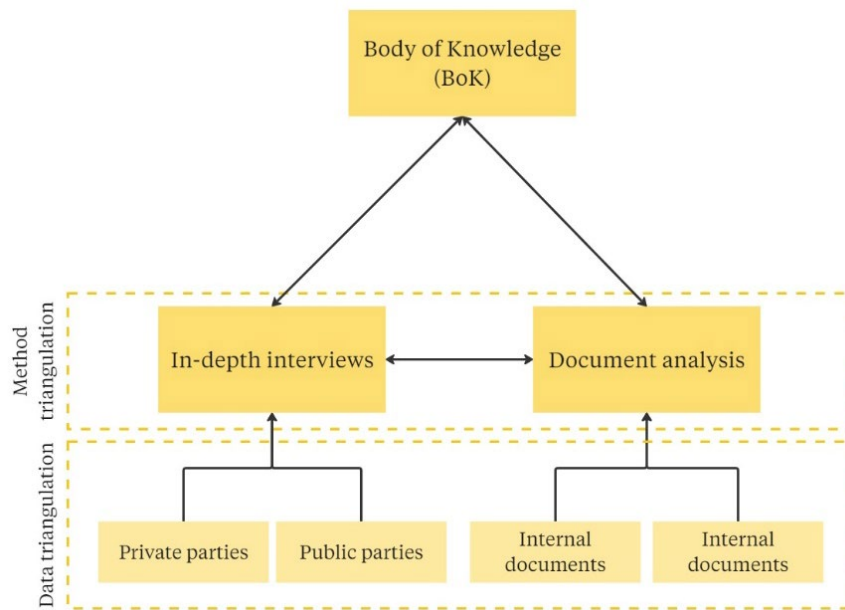 Body of Knowledge
(BoK)
Method
triangulation
In-depth interviews
Document analysis
Data triangulation
Private parties
Public parties
Internal
documents
Internal
documents